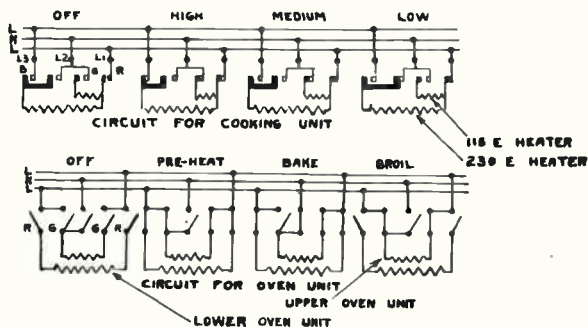 OFF HIGH MEDIUM LOW
L
N
L
L3 L2 L1
B G R
CIRCUIT FOR COOKING UNIT
115 E HEATER
230 E HEATER
OFF PRE-HEAT BAKE BROIL
L
N
L
R G G R
CIRCUIT FOR OVEN UNIT
UPPER OVEN UNIT
LOWER OVEN UNIT